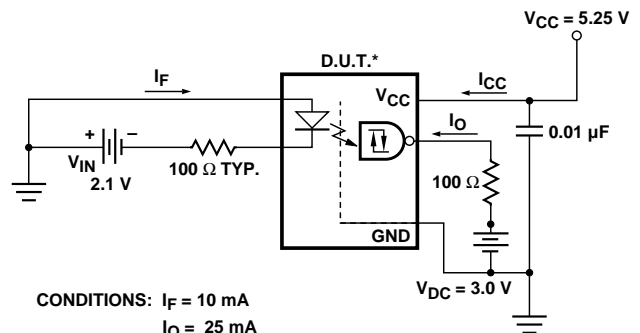 V_CC = 5.25 V
D.U.T.*
I_F
I_CC
V_CC
0.01 µF
I_O
+ –
V_IN
2.1 V
100 Ω TYP.
100 Ω
GND
V_DC = 3.0 V
CONDITIONS: I_F = 10 mA
I_O = 25 mA